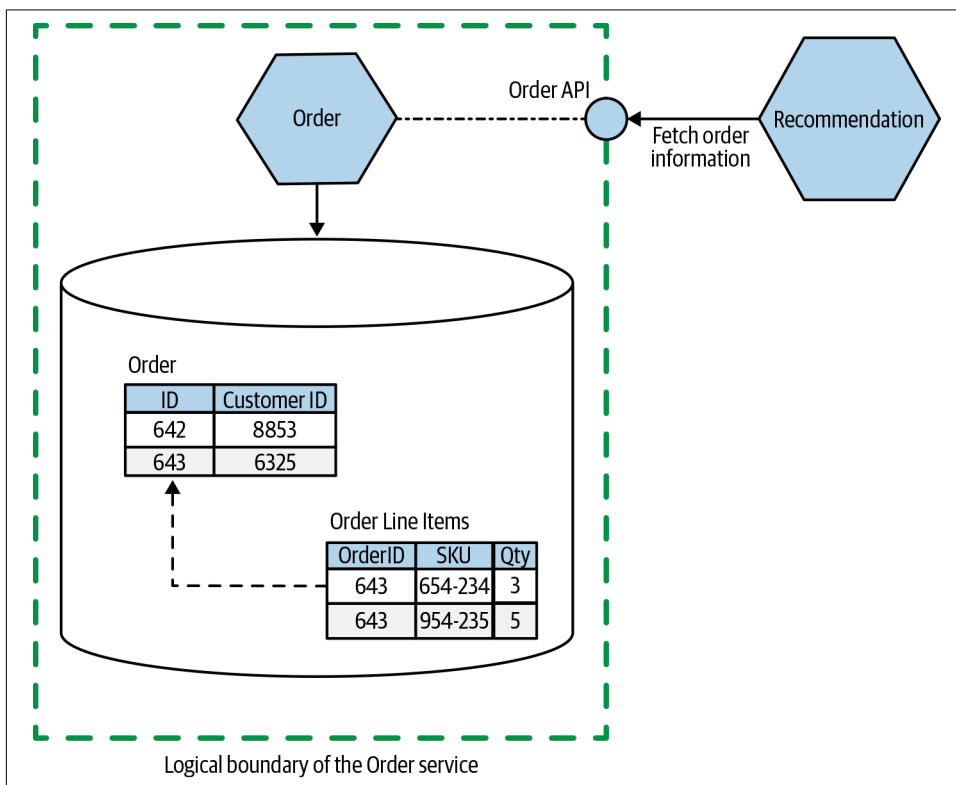 Order
Order API
Fetch order
information
Recommendation
Order
ID Customer ID
642 8853
643 6325
Order Line Items
OrderID SKU Qty
643 654-234 3
643 954-235 5
Logical boundary of the Order service